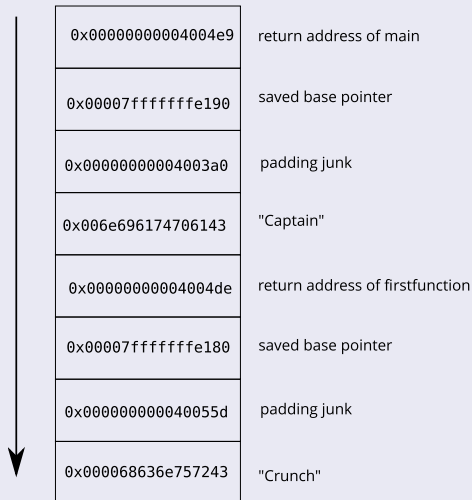 0x00000000004004e9 return address of main
0x00007fffffffe190 saved base pointer
0x00000000004003a0 padding junk
0x006e696174706143 "Captain"
0x00000000004004de return address of firstfunction
0x00007fffffffe180 saved base pointer
0x000000000040055d padding junk
0x000068636e757243 "Crunch"